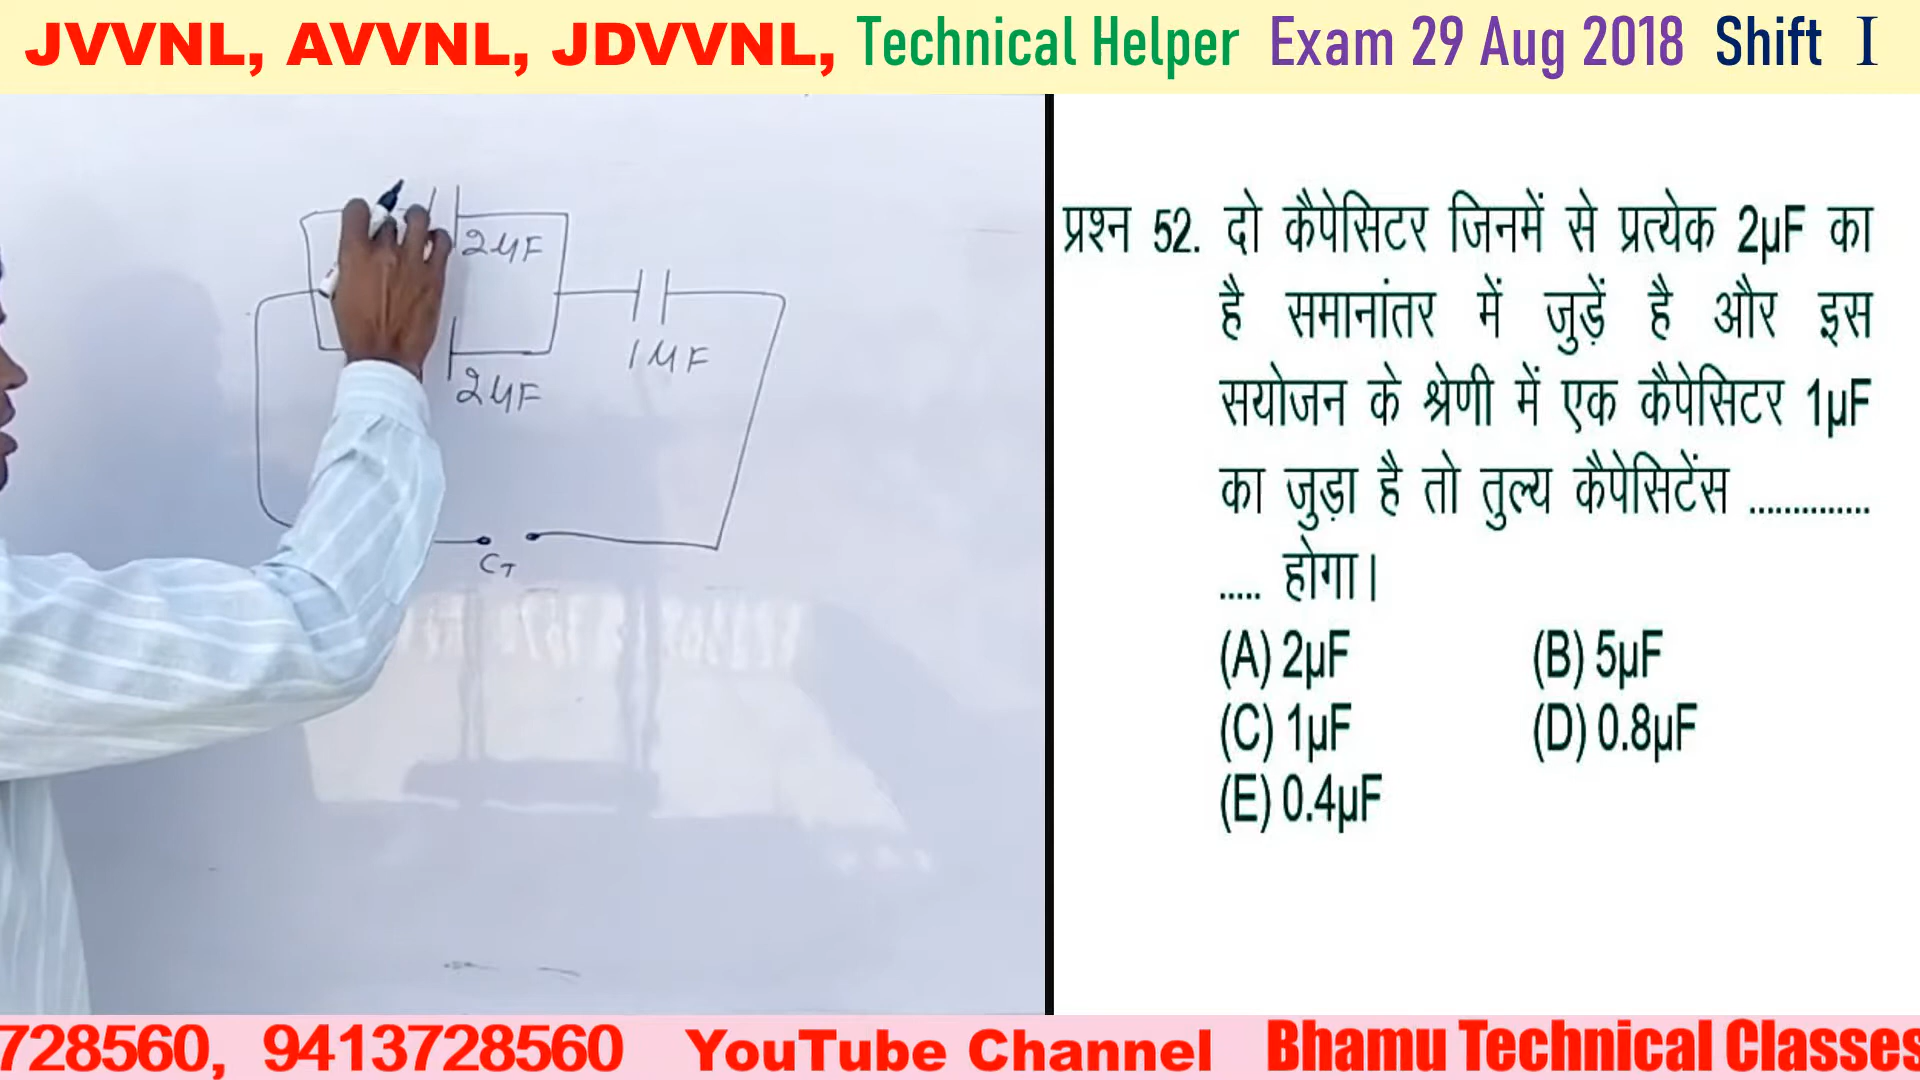 JVVNL, AVVNL, JDVVNL, Technical Helper Exam 29 Aug 2018 Shift I
2μF
2μF
1μF
C_T
प्रश्न 52. दो कैपेसिटर जिनमें से प्रत्येक 2μF का
है समानांतर में जुड़ें है और इस
सयोजन के श्रेणी में एक कैपेसिटर 1μF
का जुड़ा है तो तुल्य कैपेसिटेंस ..............
..... होगा।
(A) 2μF (B) 5μF
(C) 1μF (D) 0.8μF
(E) 0.4μF
728560, 9413728560 YouTube Channel Bhamu Technical Classes